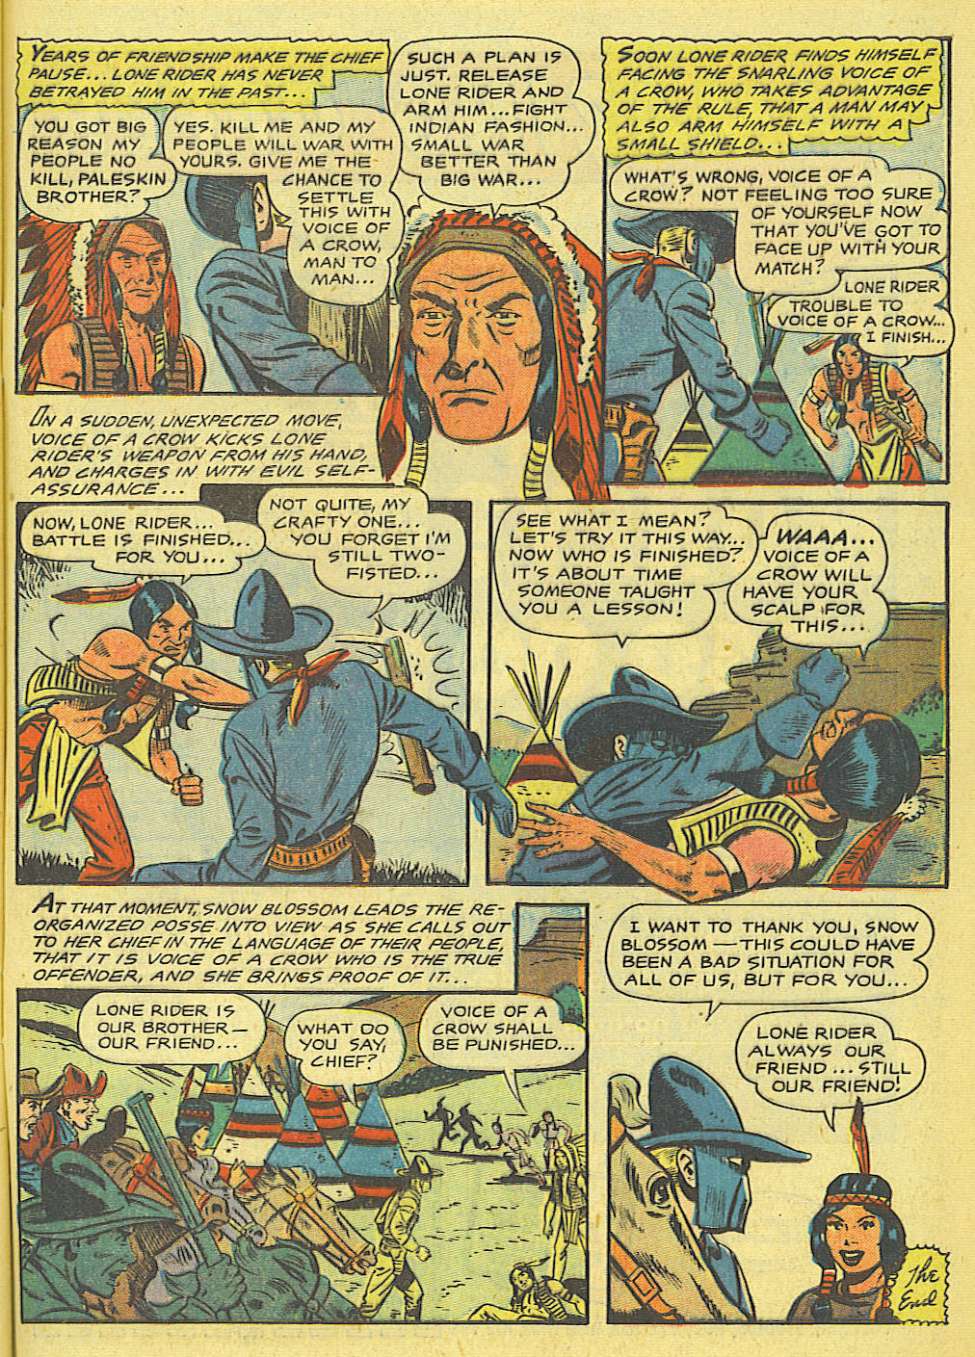 YEARS OF FRIENDSHIP MAKE THE CHIEF
PAUSE... LONE RIDER HAS NEVER
BETRAYED HIM IN THE PAST...
YOU GOT BIG
REASON MY
PEOPLE NO
KILL, PALESKIN
BROTHER?
YES. KILL ME AND MY
PEOPLE WILL WAR WITH
YOURS. GIVE ME THE
CHANCE TO
SETTLE
THIS WITH
VOICE OF
A CROW,
MAN TO
MAN...
SUCH A PLAN IS
JUST. RELEASE
LONE RIDER AND
ARM HIM... FIGHT
INDIAN FASHION...
SMALL WAR
BETTER THAN
BIG WAR...
SOON LONE RIDER FINDS HIMSELF
FACING THE SNARLING VOICE OF
A CROW, WHO TAKES ADVANTAGE
OF THE RULE, THAT A MAN MAY
ALSO ARM HIMSELF WITH A
SMALL SHIELD...
WHAT'S WRONG, VOICE OF A
CROW? NOT FEELING TOO SURE
OF YOURSELF NOW
THAT YOU'VE GOT TO
FACE UP WITH YOUR
MATCH?
LONE RIDER
TROUBLE TO
VOICE OF A CROW...
I FINISH...
ON A SUDDEN, UNEXPECTED MOVE,
VOICE OF A CROW KICKS LONE
RIDER'S WEAPON FROM HIS HAND,
AND CHARGES IN WITH EVIL SELF-
ASSURANCE...
NOW, LONE RIDER...
BATTLE IS FINISHED...
FOR YOU...
NOT QUITE, MY
CRAFTY ONE...
YOU FORGET I'M
STILL TWO-
FISTED...
SEE WHAT I MEAN?
LET'S TRY IT THIS WAY...
NOW WHO IS FINISHED?
IT'S ABOUT TIME
SOMEONE TAUGHT
YOU A LESSON!
WAAA...
VOICE OF A
CROW WILL
HAVE YOUR
SCALP FOR
THIS...
AT THAT MOMENT, SNOW BLOSSOM LEADS THE RE-
ORGANIZED POSSE INTO VIEW AS SHE CALLS OUT
TO HER CHIEF IN THE LANGUAGE OF THEIR PEOPLE,
THAT IT IS VOICE OF A CROW WHO IS THE TRUE
OFFENDER, AND SHE BRINGS PROOF OF IT...
LONE RIDER IS
OUR BROTHER—
OUR FRIEND...
WHAT DO
YOU SAY,
CHIEF?
VOICE OF A
CROW SHALL
BE PUNISHED...
I WANT TO THANK YOU, SNOW
BLOSSOM — THIS COULD HAVE
BEEN A BAD SITUATION FOR
ALL OF US, BUT FOR YOU...
LONE RIDER
ALWAYS OUR
FRIEND... STILL
OUR FRIEND!
The
End